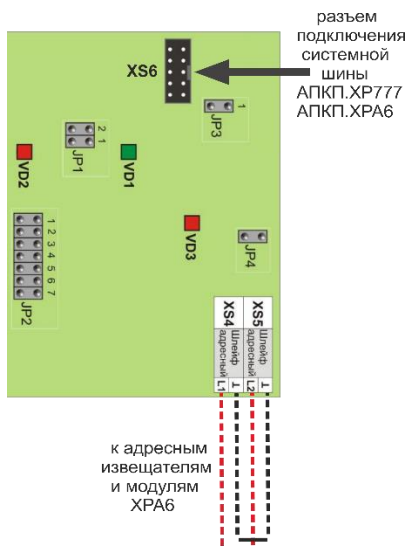 разъем
подключения
системной
шины
АПКП.ХР777
АПКП.ХРА6
XS6
1
JP3
2
1
JP1
VD2
VD1
VD3
JP4
1
2
3
4
5
6
7
JP2
XS4
Шлейф
адресный
XS5
Шлейф
адресный
L1
⊥
L2
⊥
к адресным
извещателям
и модулям
ХРА6